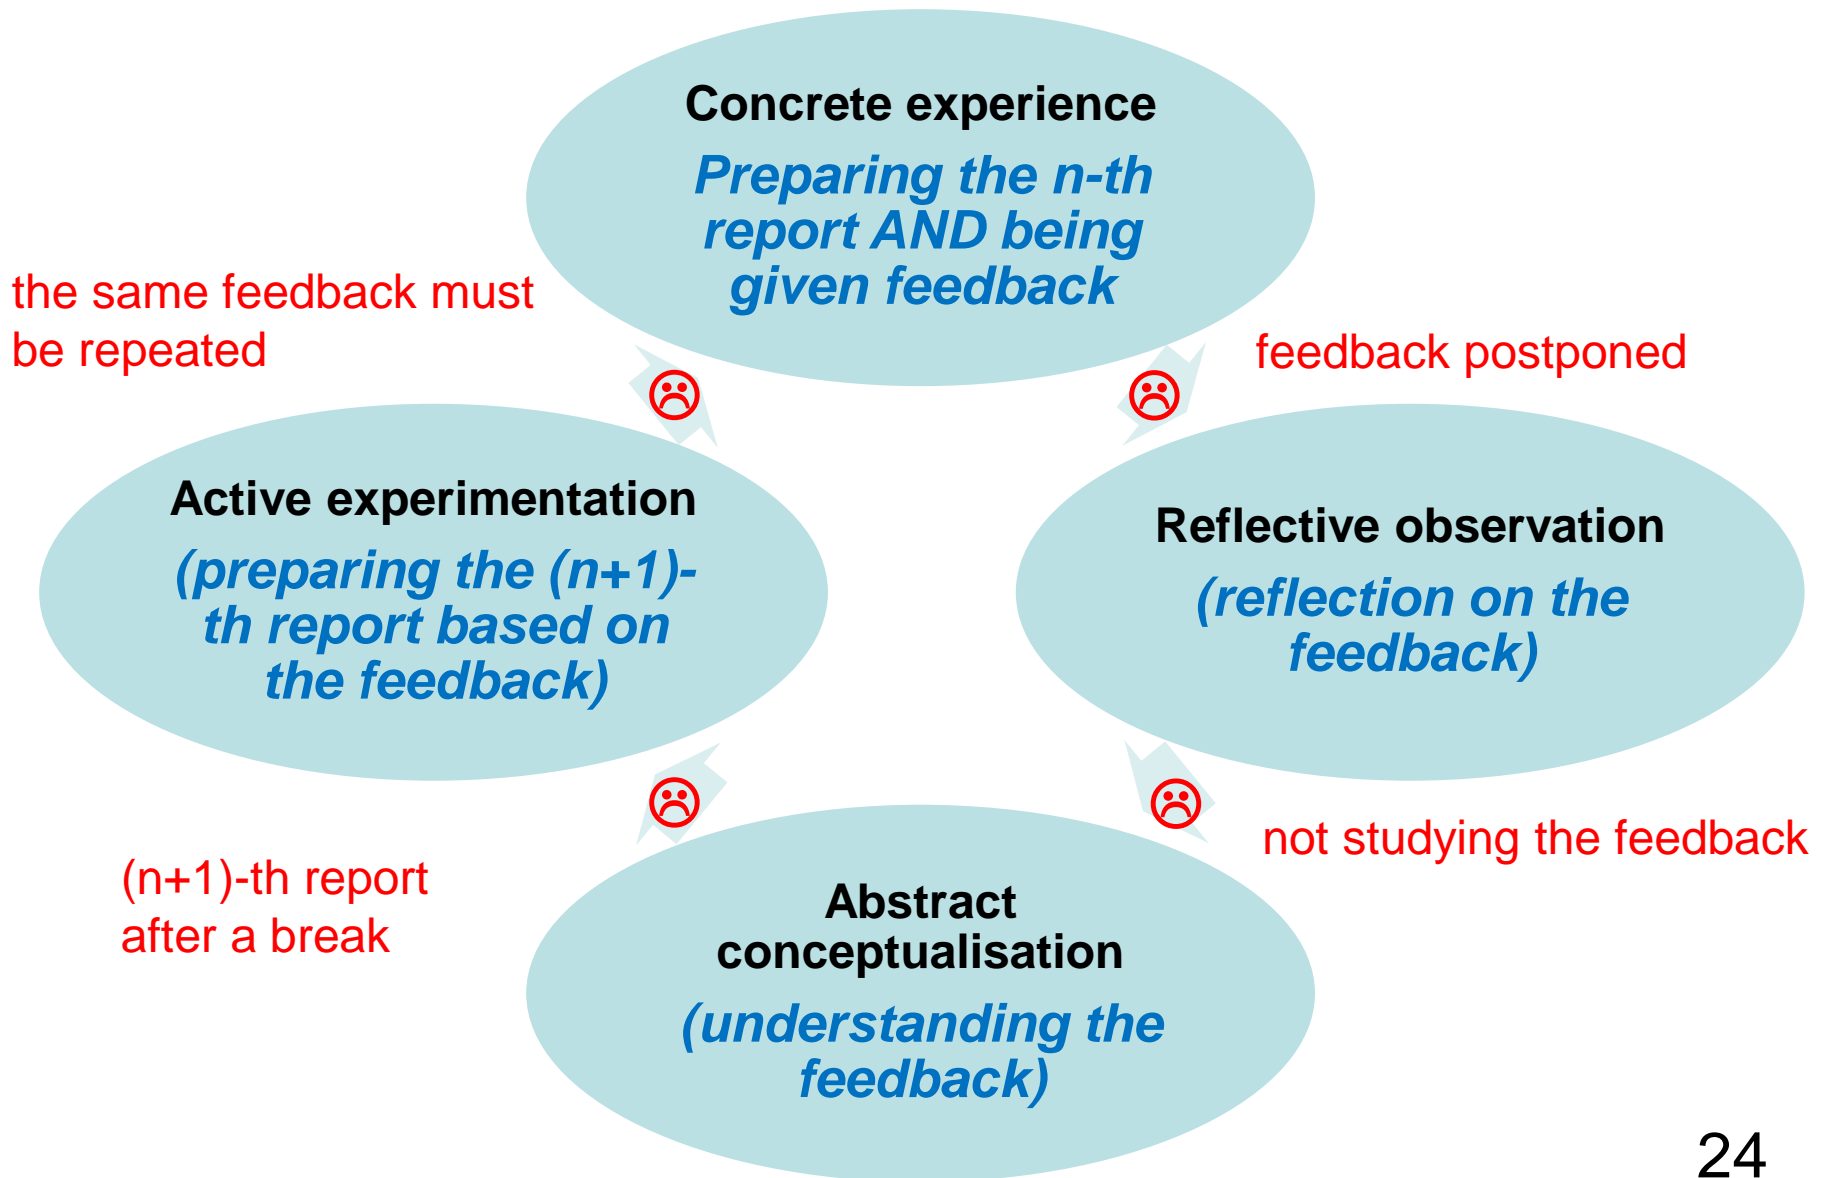 Concrete experience
Preparing the n-th
report AND being
given feedback
the same feedback must
be repeated
feedback postponed
Active experimentation
(preparing the (n+1)-
th report based on
the feedback)
Reflective observation
(reflection on the
feedback)
(n+1)-th report
after a break
not studying the feedback
Abstract
conceptualisation
(understanding the
feedback)
24